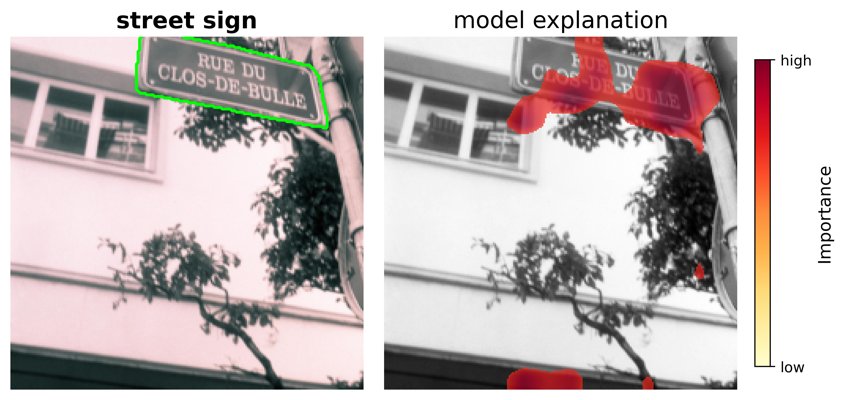 street sign
model explanation
RUE DU
CLOS-DE-BULLE
RUE DU
CLOS-DE-BULLE
high
Importance
low